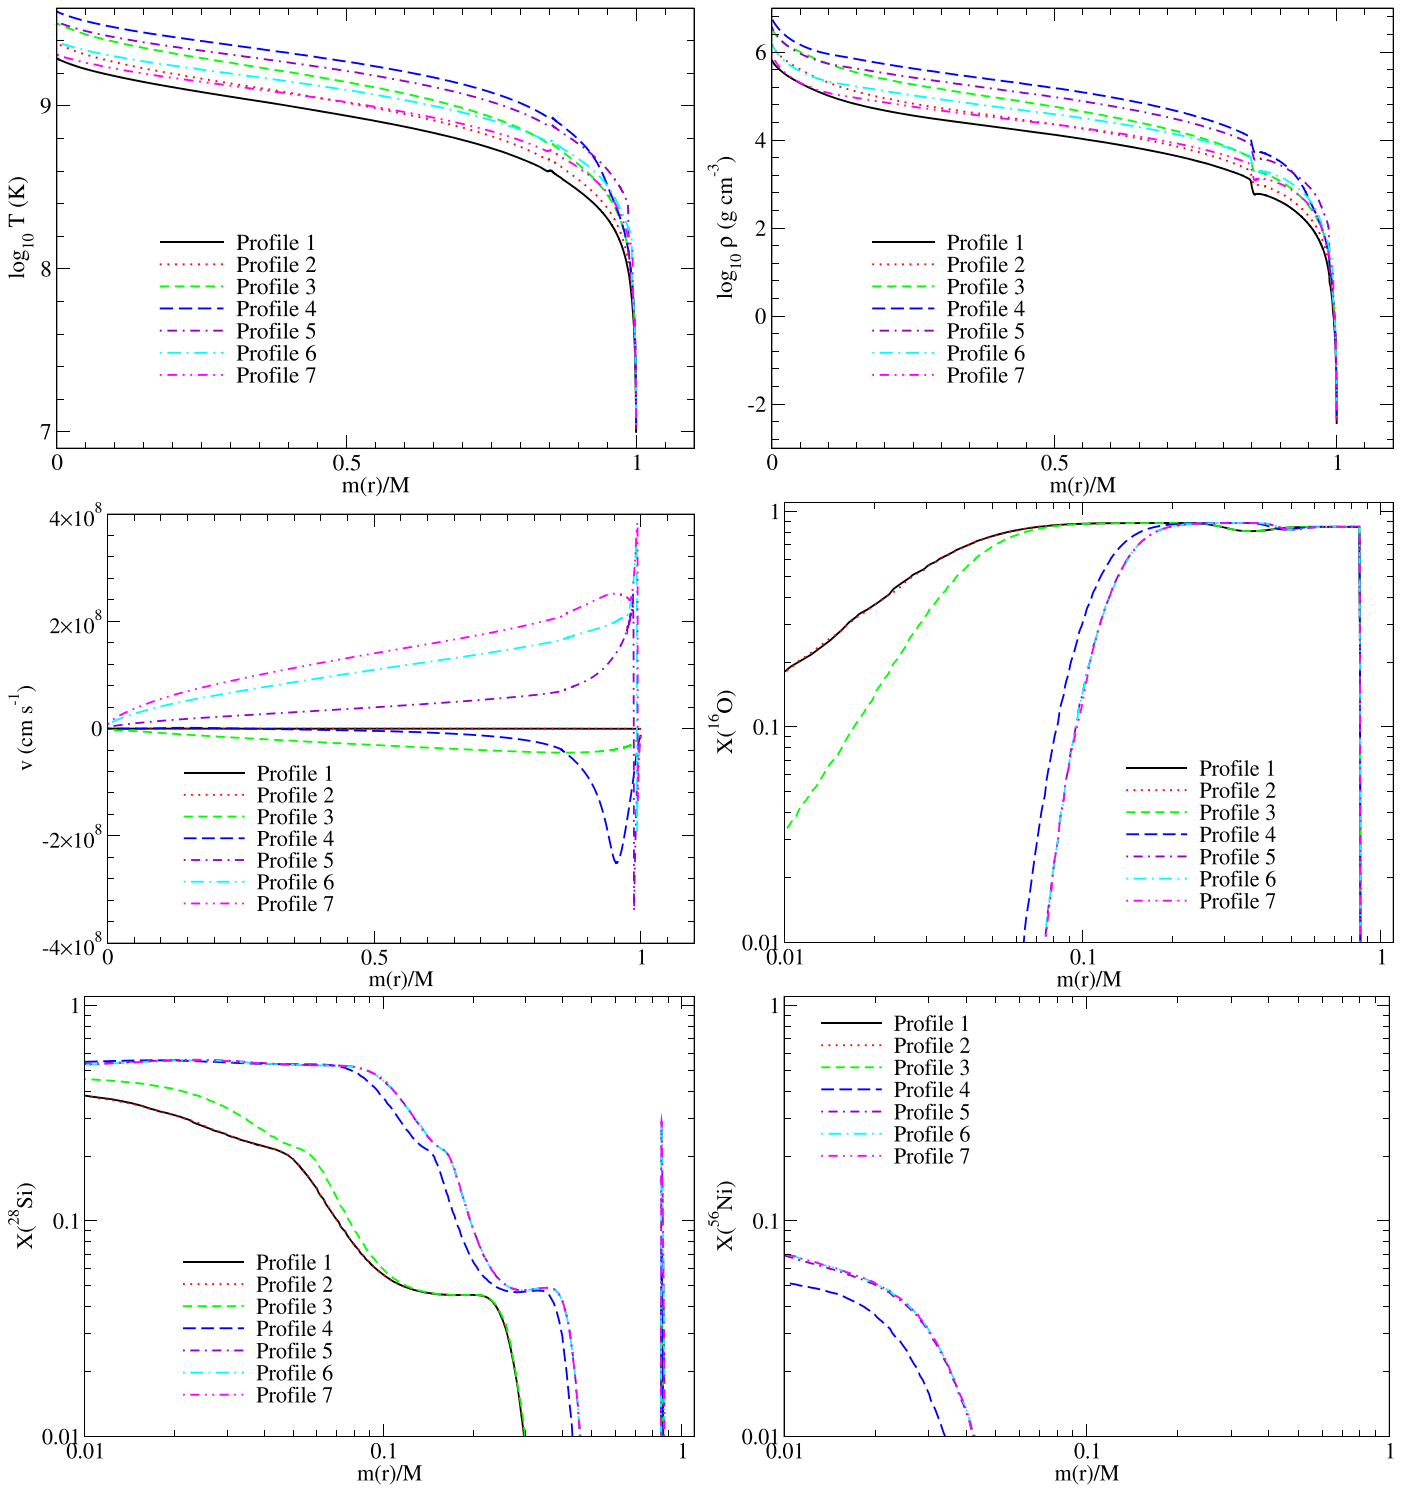 log10 T (K)
9
8
7
0
0.5
1
m(r)/M
Profile 1
Profile 2
Profile 3
Profile 4
Profile 5
Profile 6
Profile 7
log10 ρ (g cm-3)
6
4
2
0
-2
0
0.5
1
m(r)/M
Profile 1
Profile 2
Profile 3
Profile 4
Profile 5
Profile 6
Profile 7
v (cm s-1)
4×10^8
2×10^8
0
-2×10^8
-4×10^8
0
0.5
1
m(r)/M
Profile 1
Profile 2
Profile 3
Profile 4
Profile 5
Profile 6
Profile 7
X(16O)
1
0.1
0.01
0.01
0.1
1
m(r)/M
Profile 1
Profile 2
Profile 3
Profile 4
Profile 5
Profile 6
Profile 7
X(28Si)
1
0.1
0.01
0.01
0.1
1
m(r)/M
Profile 1
Profile 2
Profile 3
Profile 4
Profile 5
Profile 6
Profile 7
X(56Ni)
1
0.1
0.01
0.01
0.1
1
m(r)/M
Profile 1
Profile 2
Profile 3
Profile 4
Profile 5
Profile 6
Profile 7